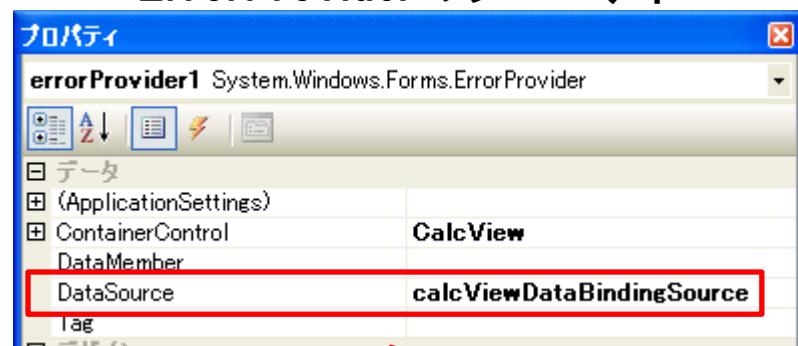 プロパティ
errorProvider1 System.Windows.Forms.ErrorProvider
データ
(ApplicationSettings)
ContainerControl CalcView
DataMember
DataSource calcViewDataBindingSource
Tag